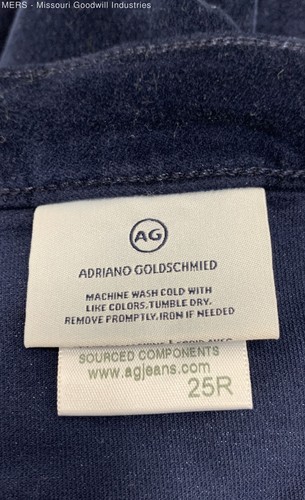 MERS - Missouri Goodwill Industries
AG
ADRIANO GOLDSCHMIED
MACHINE WASH COLD WITH
LIKE COLORS. TUMBLE DRY.
REMOVE PROMPTLY. IRON IF NEEDED
SOURCED COMPONENTS
www.agjeans.com
25R